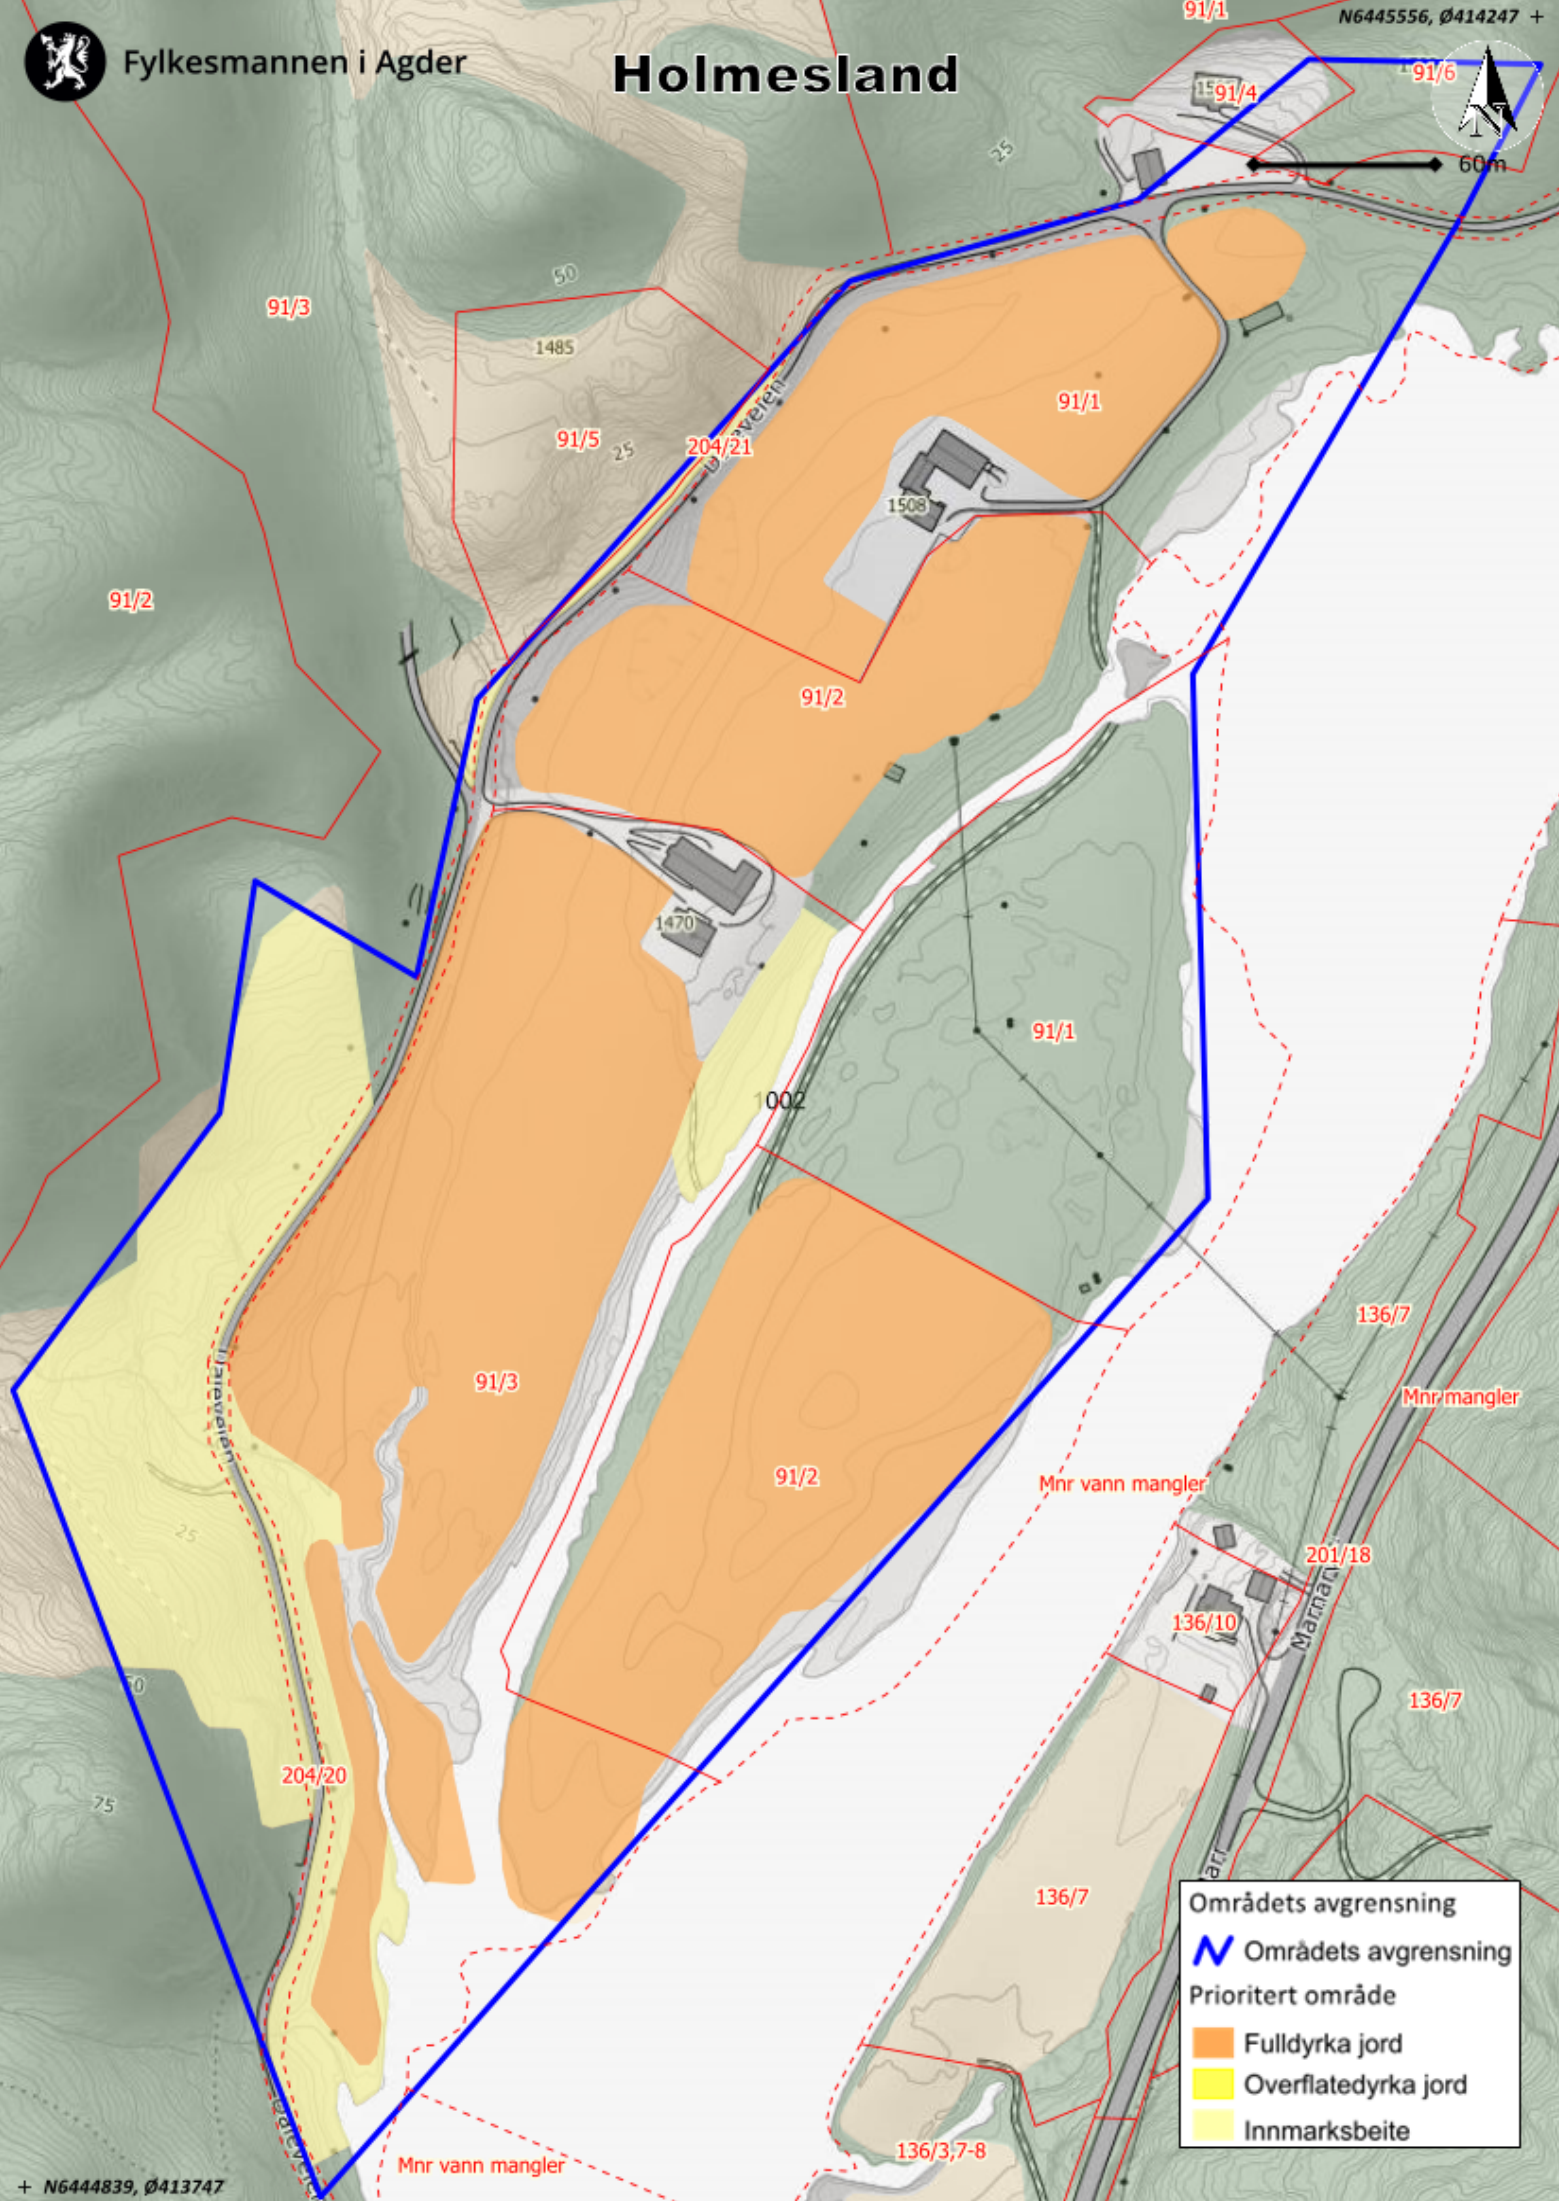 91/1
N6445556, Ø414247 +
Fylkesmannen i Agder
Holmesland
91/6
91/4
N
60m
25
50
91/3
1485
91/1
91/5
25
204/21
1508
91/2
91/2
1470
91/1
1002
136/7
91/3
Daleveien
Mnr mangler
91/2
Mnr vann mangler
25
201/18
136/10
50
136/7
204/20
75
136/7
Områdets avgrensning
Områdets avgrensning
Prioritert område
Fulldyrka jord
Overflatedyrka jord
Innmarksbeite
136/3,7-8
Mnr vann mangler
+ N6444839, Ø413747